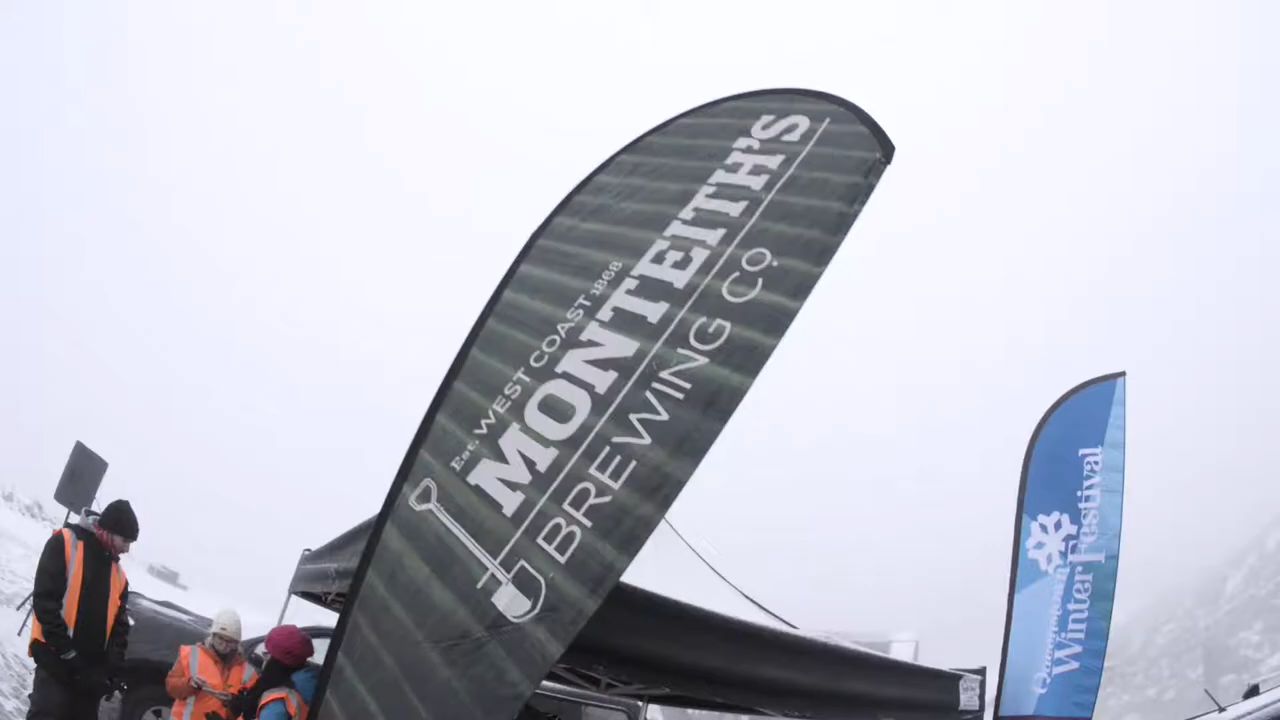 Est. WEST COAST 1868
MONTEITH'S
BREWING CO.
Queenstown
Winter Festival